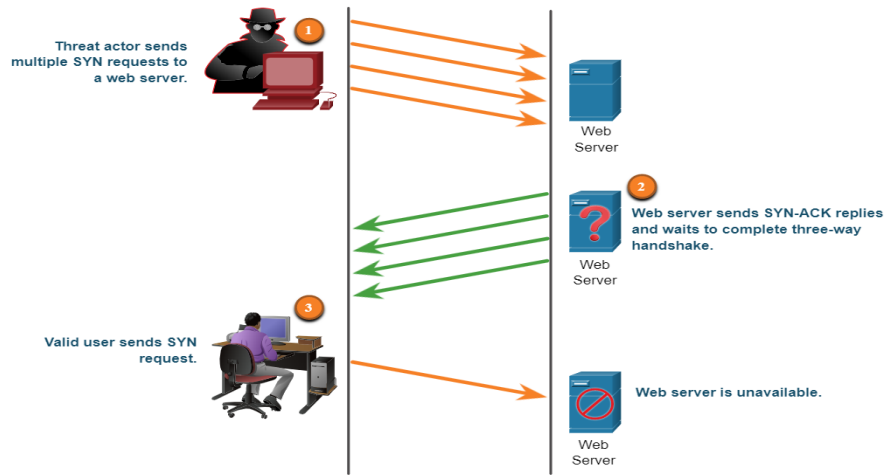 1
Threat actor sends
multiple SYN requests to
a web server.
Web
Server
2
Web server sends SYN-ACK replies
and waits to complete three-way
handshake.
Web
Server
3
Valid user sends SYN
request.
Web server is unavailable.
Web
Server